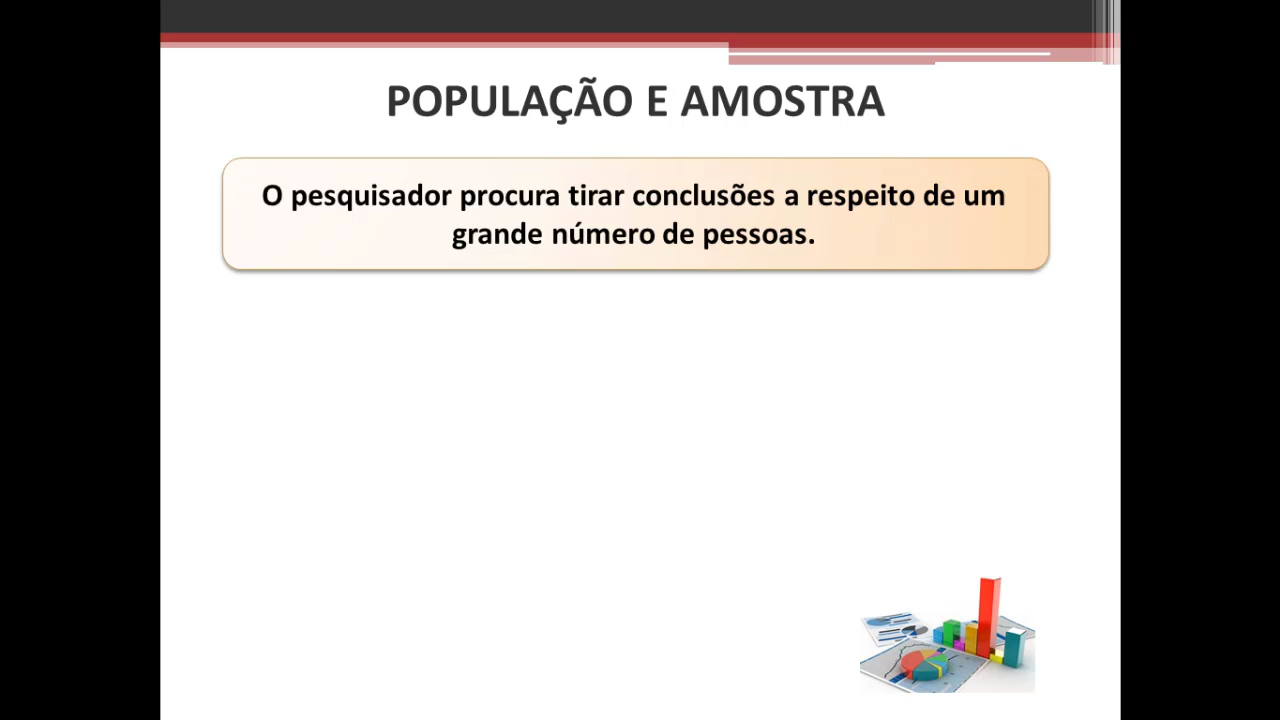 POPULAÇÃO E AMOSTRA
O pesquisador procura tirar conclusões a respeito de um
grande número de pessoas.